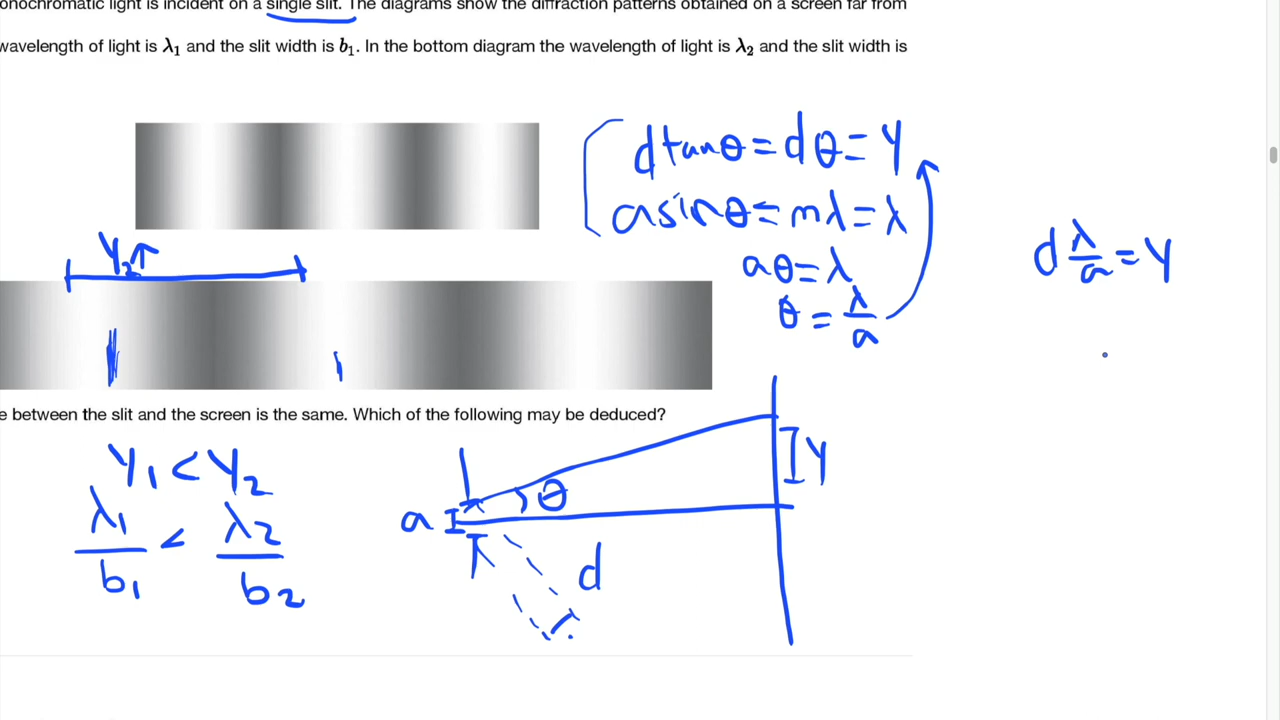 onochromatic light is incident on a single slit. The diagrams show the diffraction patterns obtained on a screen far from
wavelength of light is λ₁ and the slit width is b₁. In the bottom diagram the wavelength of light is λ₂ and the slit width is
d tanθ = dθ = y
a sinθ = mλ = λ
aθ = λ
θ = λ/a
d λ/a = y
y₂↑
e between the slit and the screen is the same. Which of the following may be deduced?
y₁ < y₂
λ₁/b₁ < λ₂/b₂
y
θ
a
d